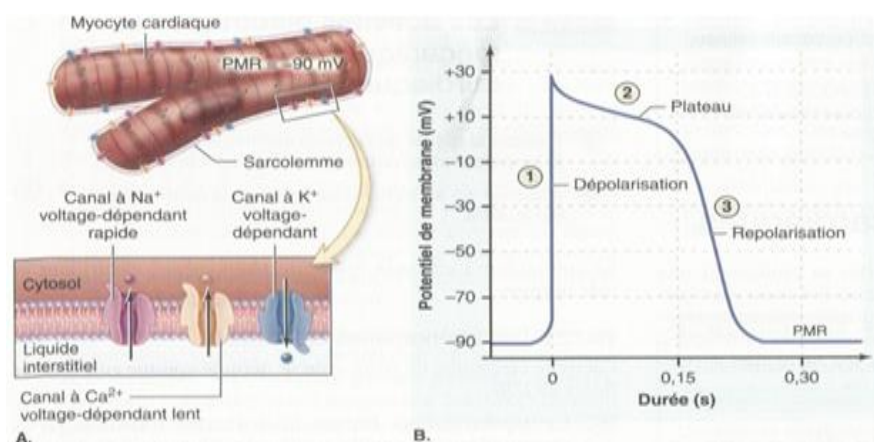 Myocyte cardiaque
PMR = –90 mV
Sarcolemme
Canal à Na⁺
voltage-dépendant
rapide
Canal à K⁺
voltage-
dépendant
Cytosol
Liquide
interstitiel
Canal à Ca²⁺
voltage-dépendant lent
A.
Potentiel de membrane (mV)
+30
+10
–10
–30
–50
–70
–90
1
Dépolarisation
2
Plateau
3
Repolarisation
PMR
0
0,15
0,30
Durée (s)
B.